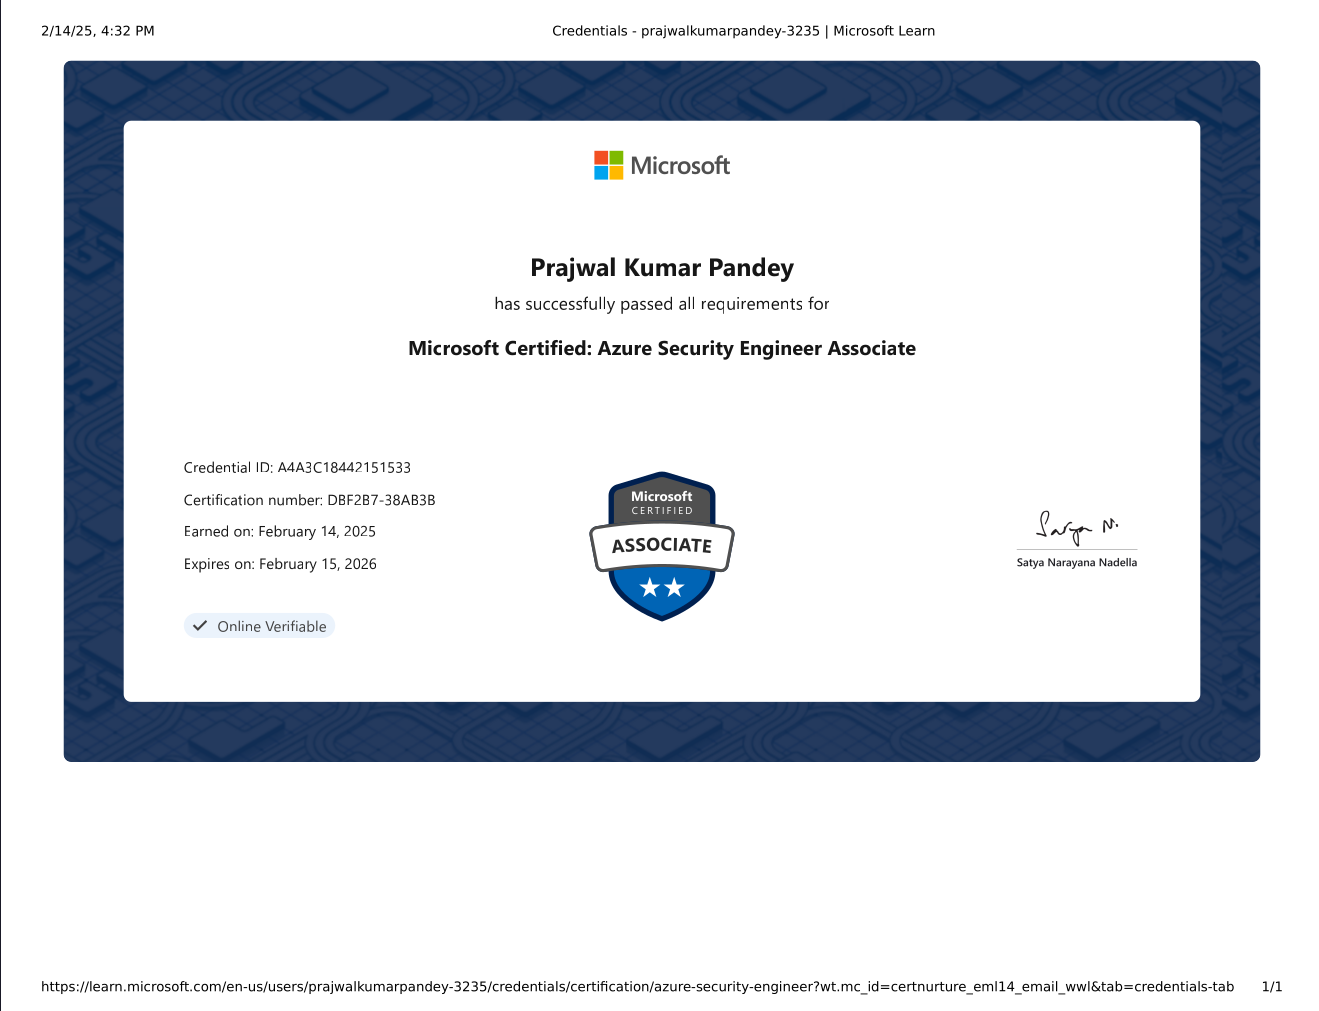 2/14/25, 4:32 PM
Credentials - prajwalkumarpandey-3235 | Microsoft Learn
Microsoft
Prajwal Kumar Pandey
has successfully passed all requirements for
Microsoft Certified: Azure Security Engineer Associate
Credential ID: A4A3C18442151533
Certification number: DBF2B7-38AB3B
Earned on: February 14, 2025
Expires on: February 15, 2026
Online Verifiable
Microsoft
CERTIFIED
ASSOCIATE
Satya N.
Satya Narayana Nadella
https://learn.microsoft.com/en-us/users/prajwalkumarpandey-3235/credentials/certification/azure-security-engineer?wt.mc_id=certnurture_eml14_email_wwl&tab=credentials-tab
1/1